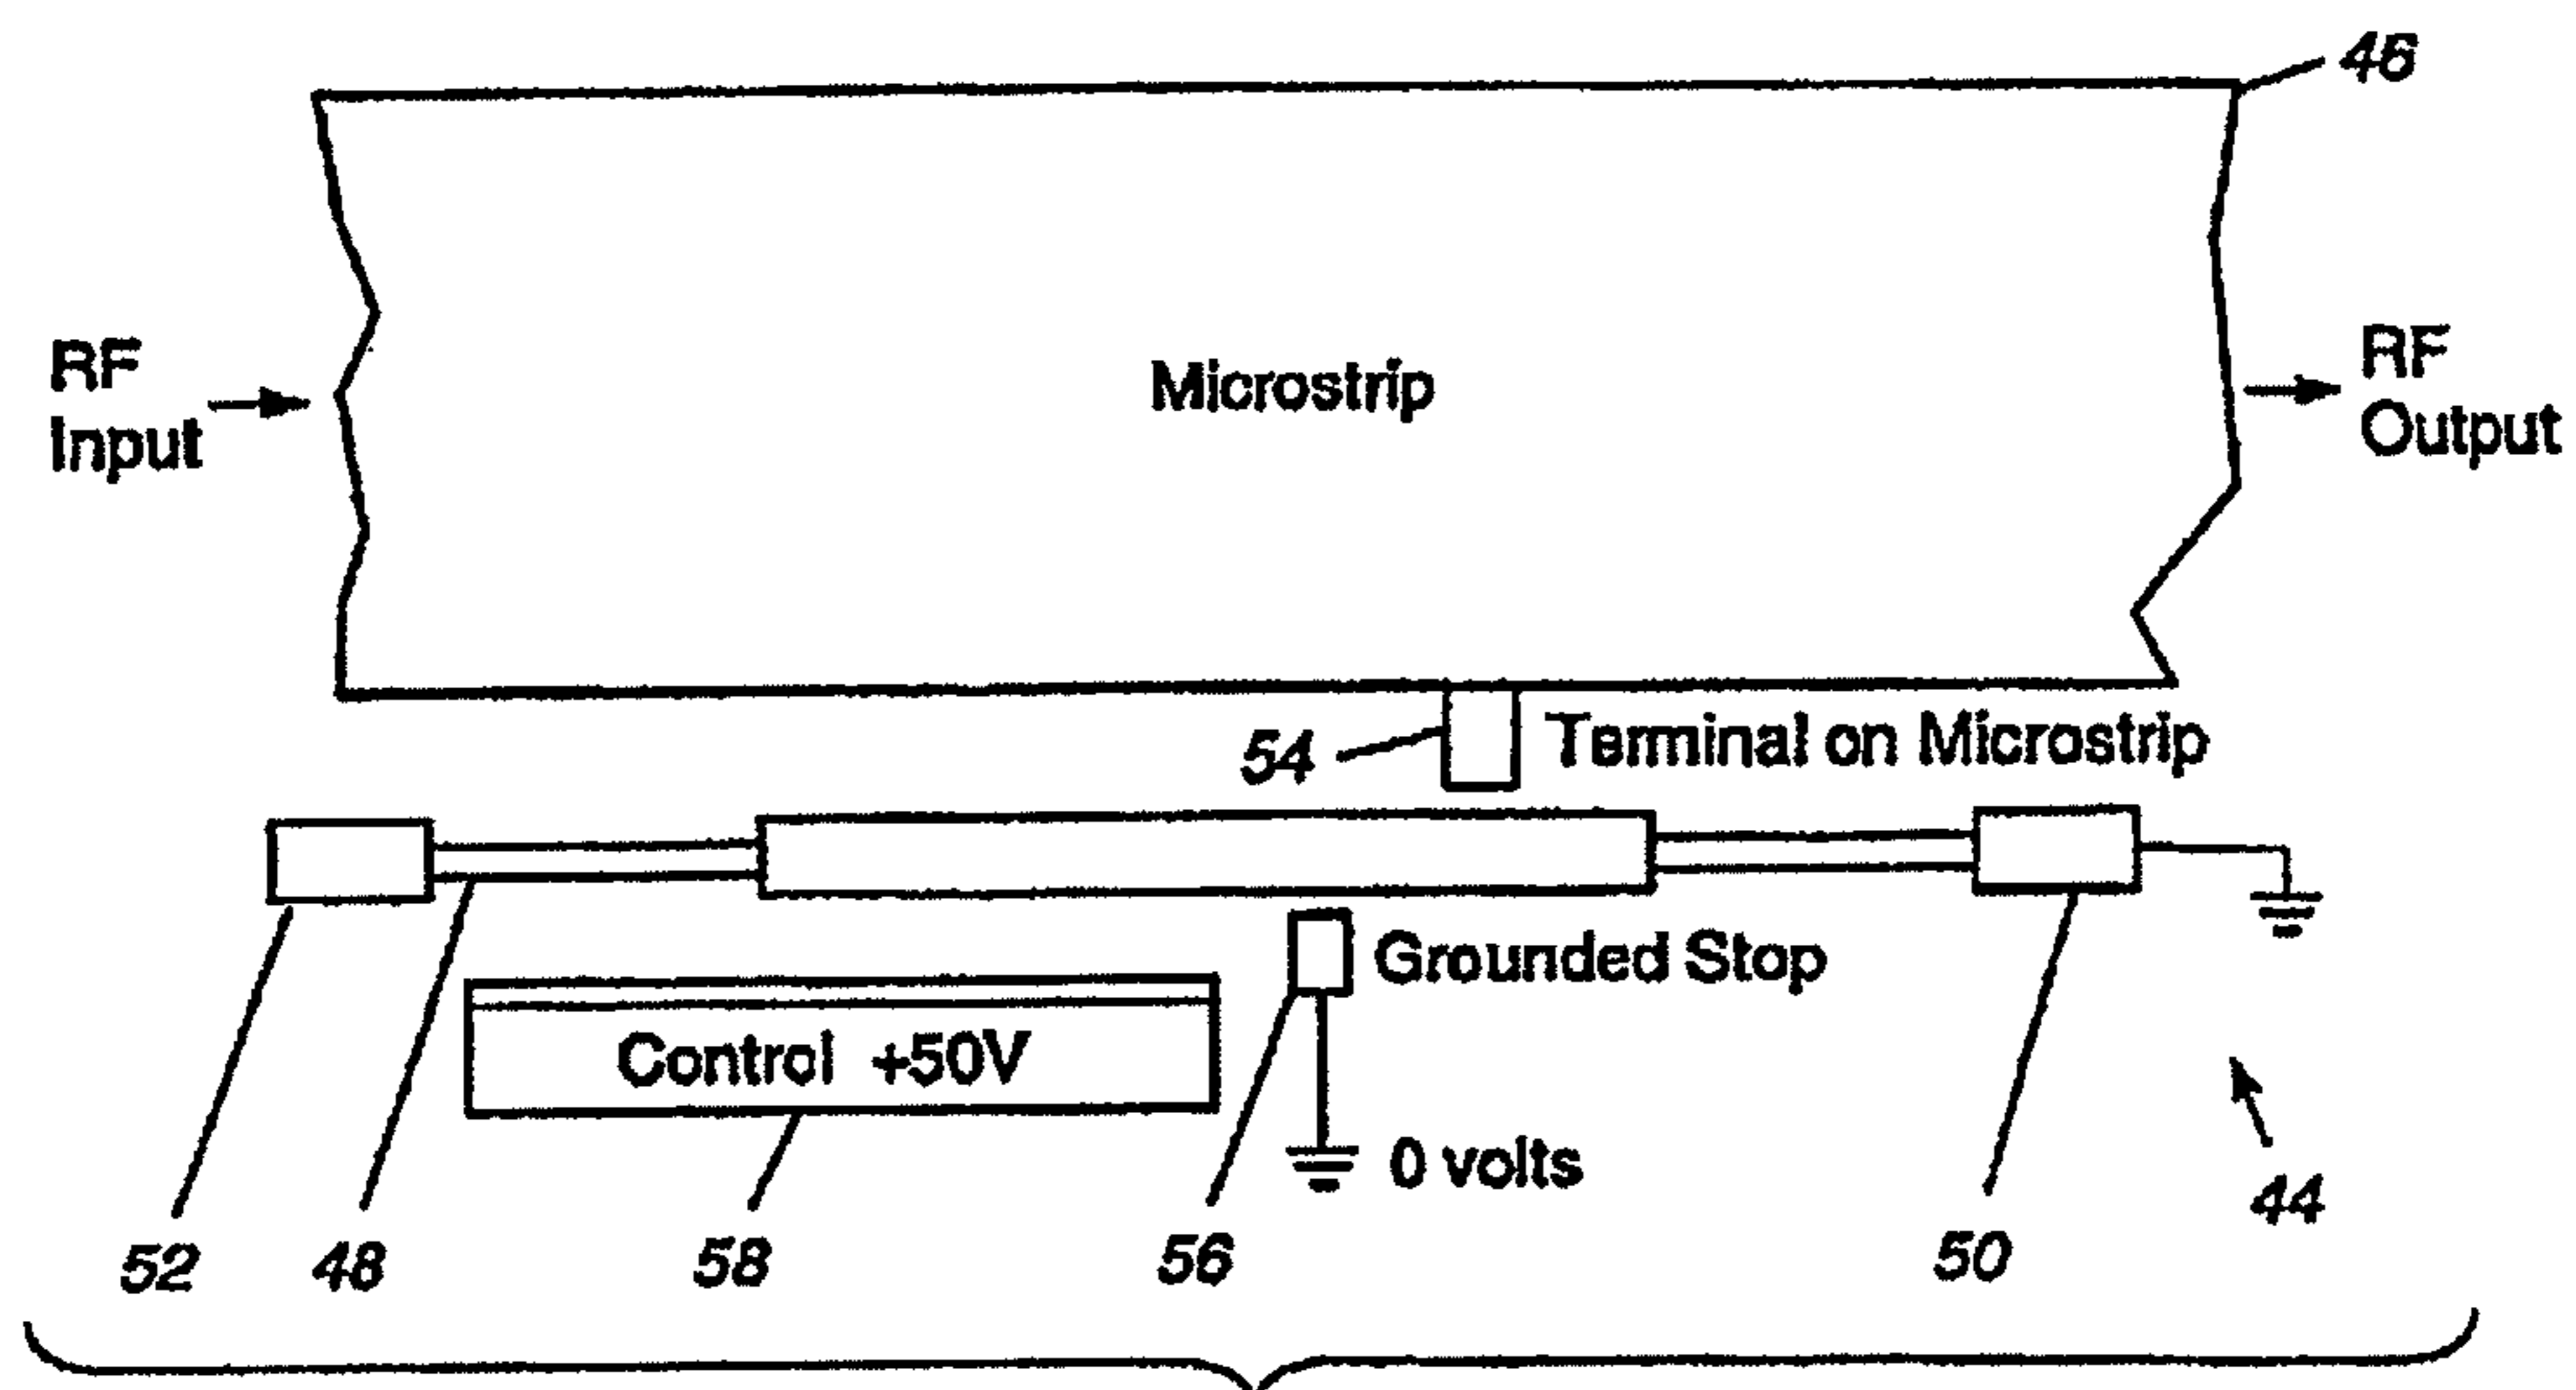 46
RF
Input
Microstrip
RF
Output
54
Terminal on Microstrip
Grounded Stop
Control +50V
0 volts
52
48
58
56
50
44